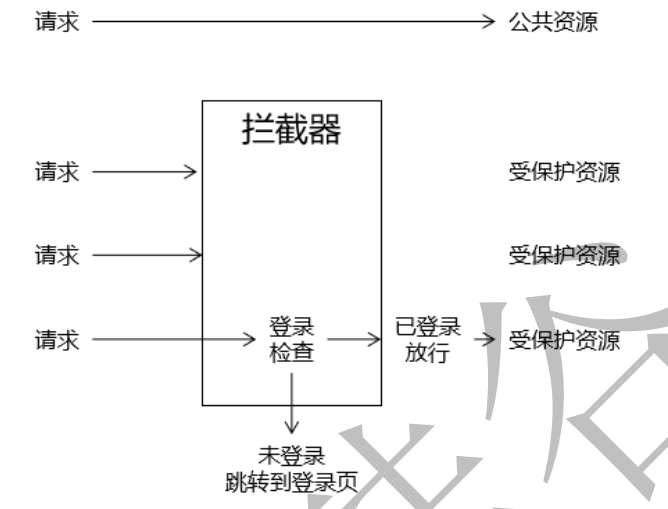 请求 公共资源
拦截器
请求 受保护资源
请求 受保护资源
请求 登录 已登录 受保护资源
检查 放行
未登录
跳转到登录页